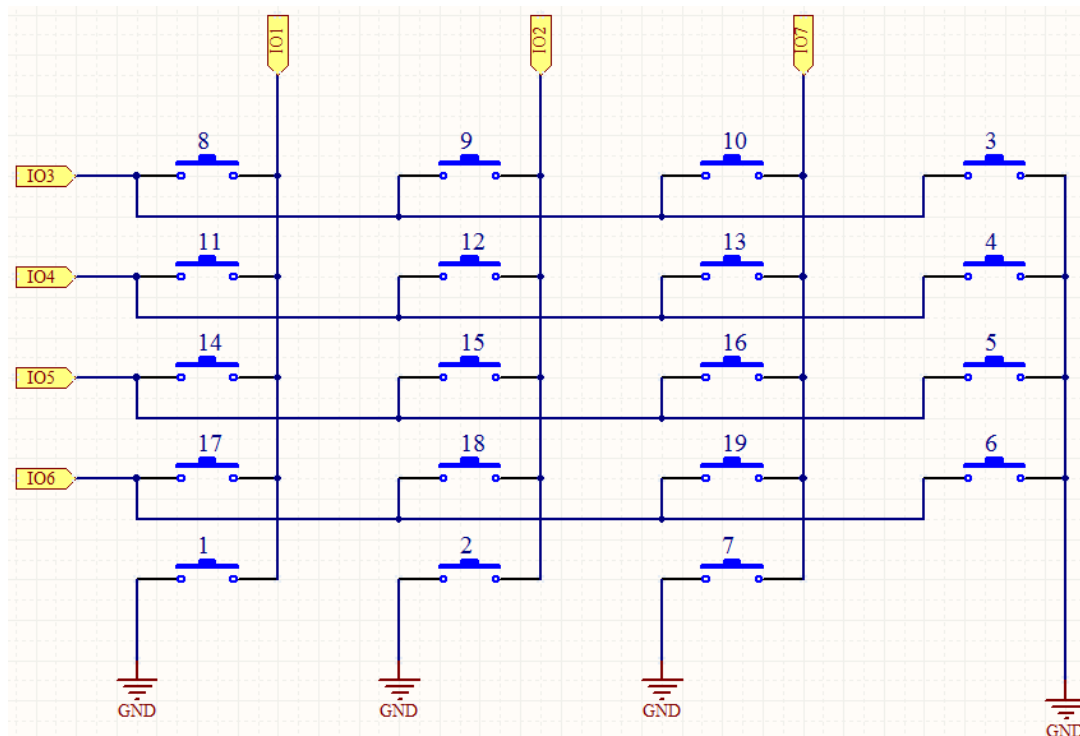 IO1 IO2 IO7
8 9 10 3
IO3
11 12 13 4
IO4
14 15 16 5
IO5
17 18 19 6
IO6
1 2 7
GND GND GND
GND